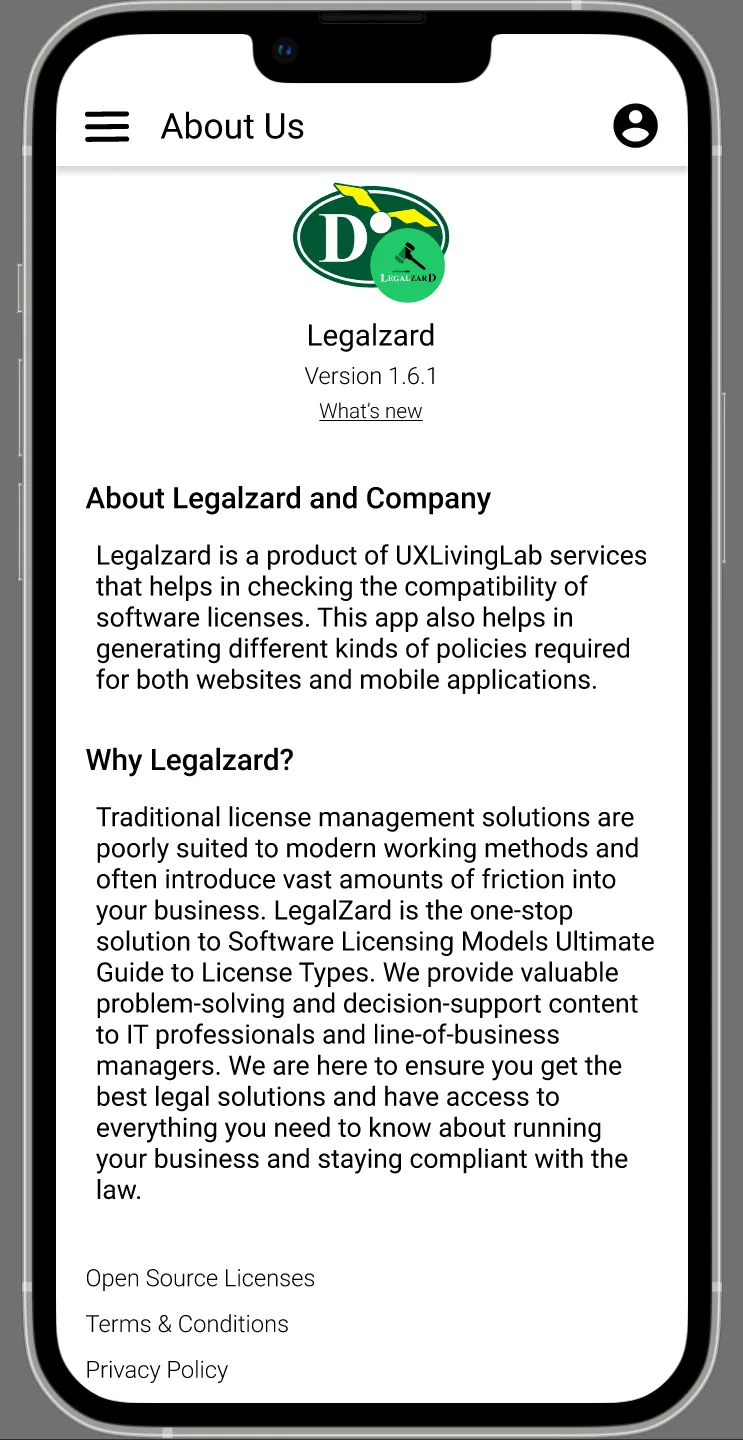 About Us
D
LEGALZARD
Legalzard
Version 1.6.1
What's new
About Legalzard and Company
Legalzard is a product of UXLivingLab services
that helps in checking the compatibility of
software licenses. This app also helps in
generating different kinds of policies required
for both websites and mobile applications.
Why Legalzard?
Traditional license management solutions are
poorly suited to modern working methods and
often introduce vast amounts of friction into
your business. LegalZard is the one-stop
solution to Software Licensing Models Ultimate
Guide to License Types. We provide valuable
problem-solving and decision-support content
to IT professionals and line-of-business
managers. We are here to ensure you get the
best legal solutions and have access to
everything you need to know about running
your business and staying compliant with the
law.
Open Source Licenses
Terms & Conditions
Privacy Policy